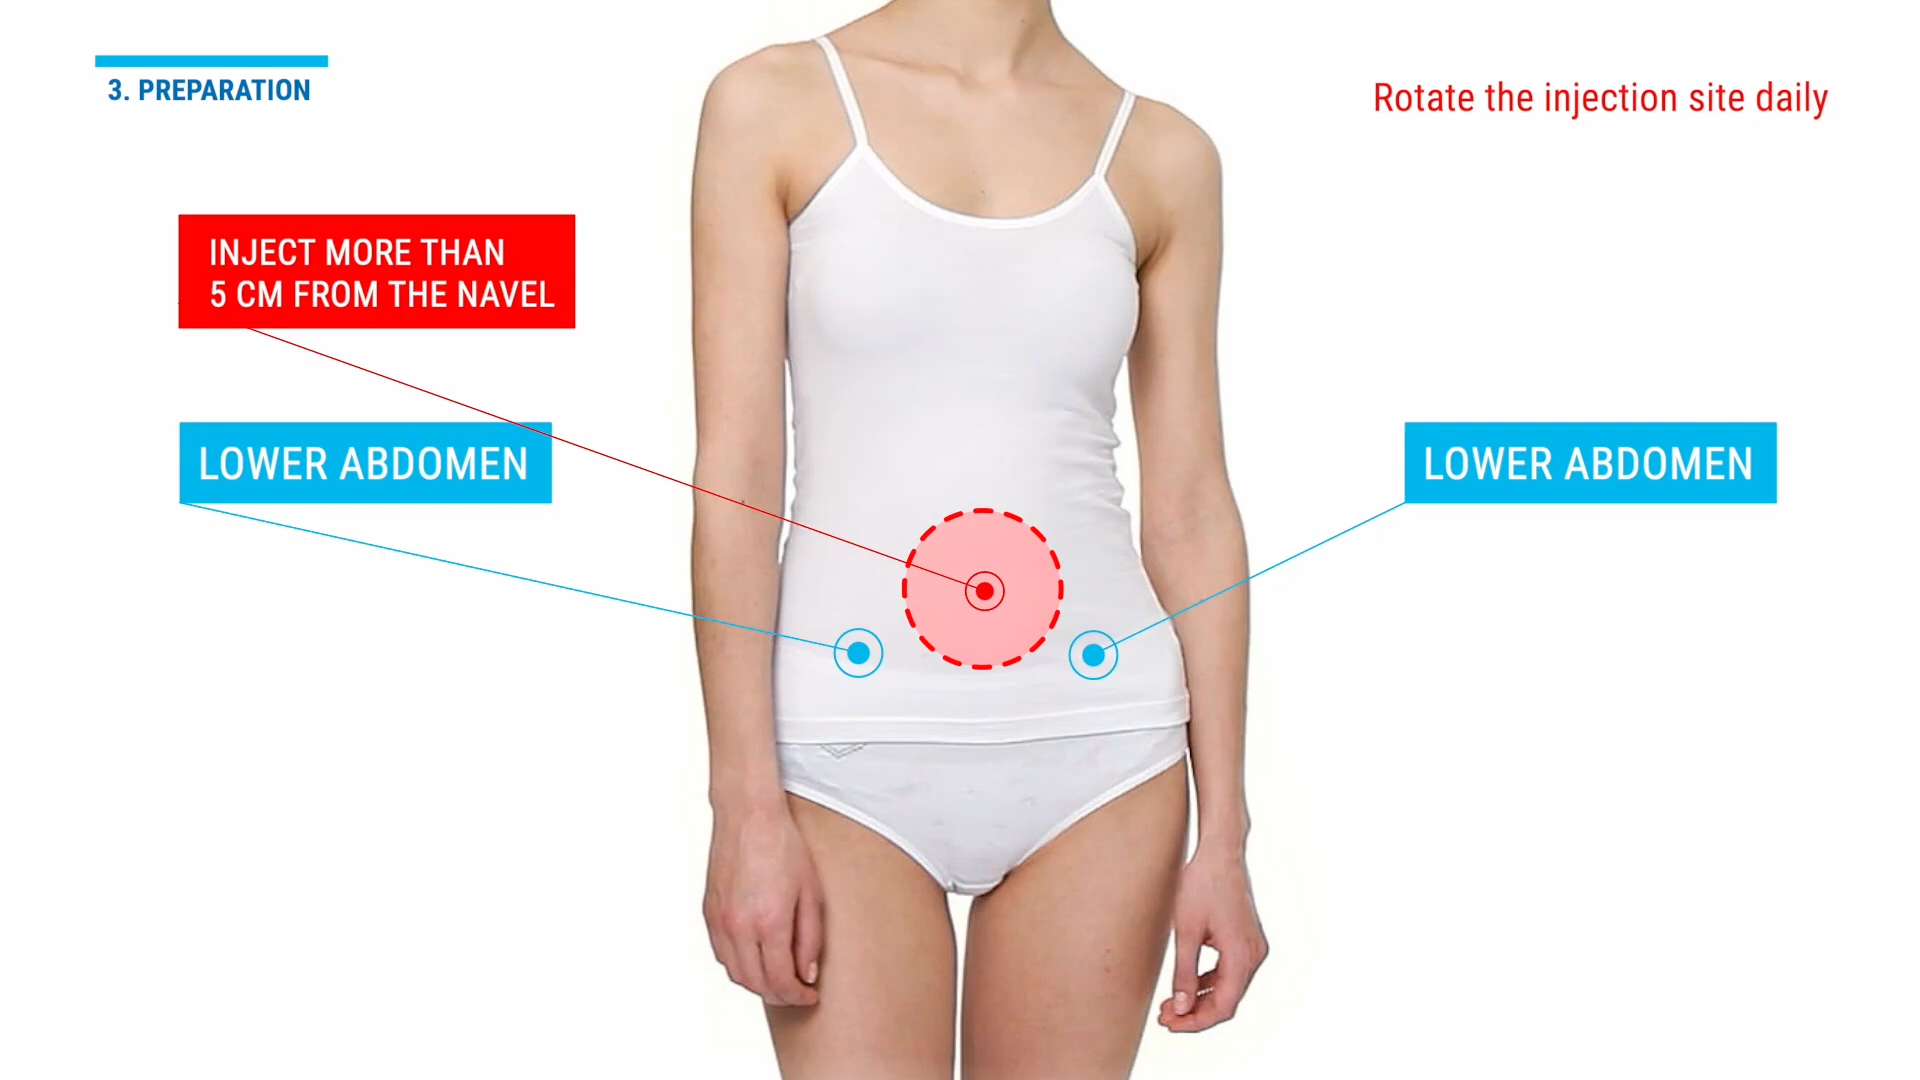 3. PREPARATION
Rotate the injection site daily
INJECT MORE THAN
5 CM FROM THE NAVEL
LOWER ABDOMEN
LOWER ABDOMEN